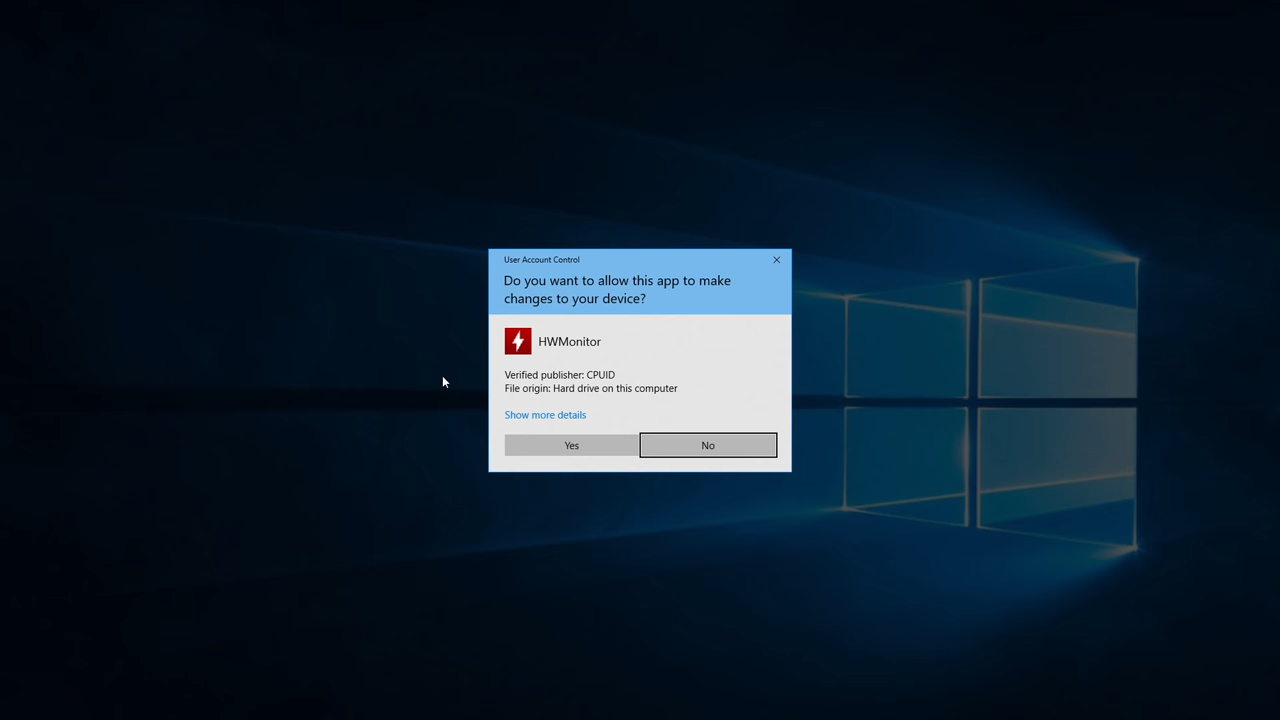 User Account Control
Do you want to allow this app to make
changes to your device?
HWMonitor
Verified publisher: CPUID
File origin: Hard drive on this computer
Show more details
Yes
No